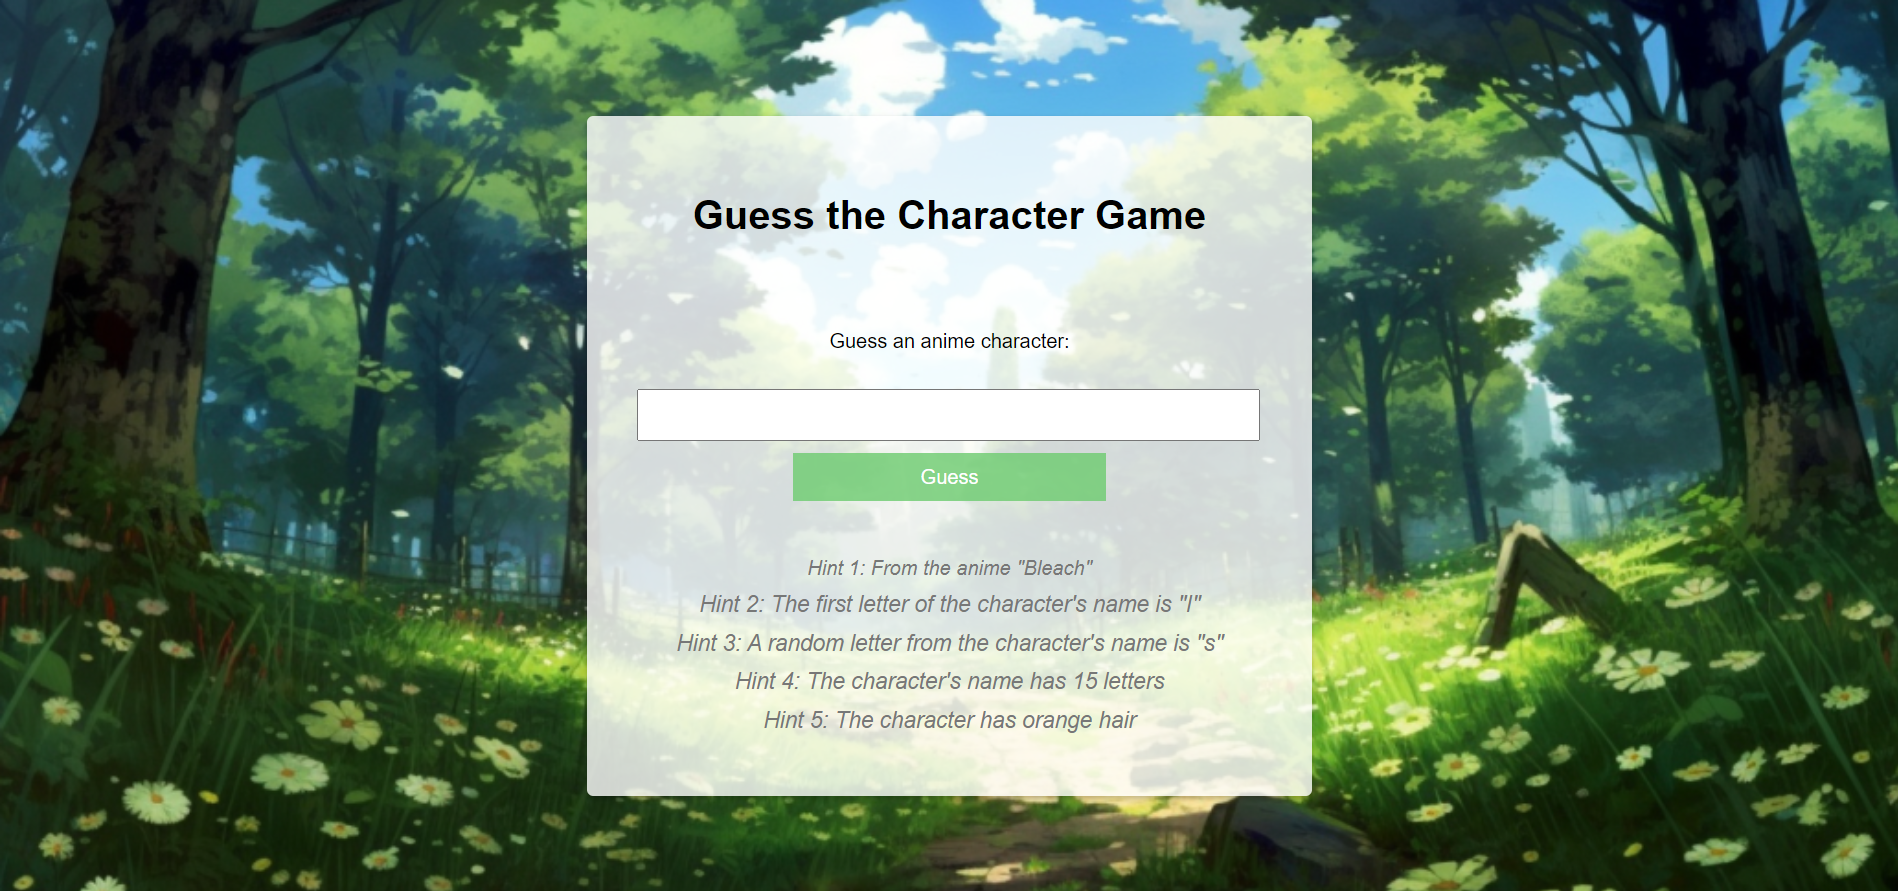 Guess the Character Game
Guess an anime character:
Guess
Hint 1: From the anime "Bleach"
Hint 2: The first letter of the character's name is "I"
Hint 3: A random letter from the character's name is "s"
Hint 4: The character's name has 15 letters
Hint 5: The character has orange hair